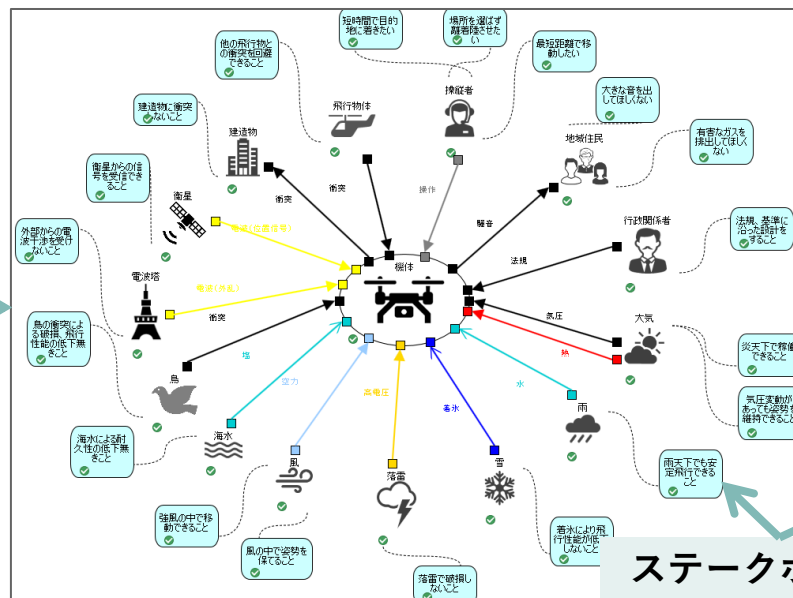 短時間で目的
地に着きたい
場所を選ばず
離着陸させた
い
他の飛行物と
の衝突を回避
できること
最短距離で移
動したい
飛行物体
操縦者
大きな音を出
してほしくない
建造物に衝突
しないこと
建造物
地域住民
有害なガスを
排出してほしく
ない
衛星からの信
号を受信でき
ること
衛星
衝突
衝突
操作
騒音
行政関係者
法規、基準に
沿った設計を
すること
外部からの電
波干渉を受け
ないこと
法規
電波塔
機体
衝突
気圧
大気
鳥の衝突によ
る破損、飛行
性能の低下無
きこと
塩
空力
高電圧
着氷
水
熱
炎天下で稼働
できること
鳥
気圧変動が
あっても姿勢を
維持できること
海水
雨
海水による耐
久性の低下無
きこと
風
落雷
雪
雨天下でも安
定飛行できる
こと
強風の中で移
動できること
風の中で姿勢を
保てること
着氷により飛
行性能が低
しないこと
落雷で破損し
ないこと
ステーク